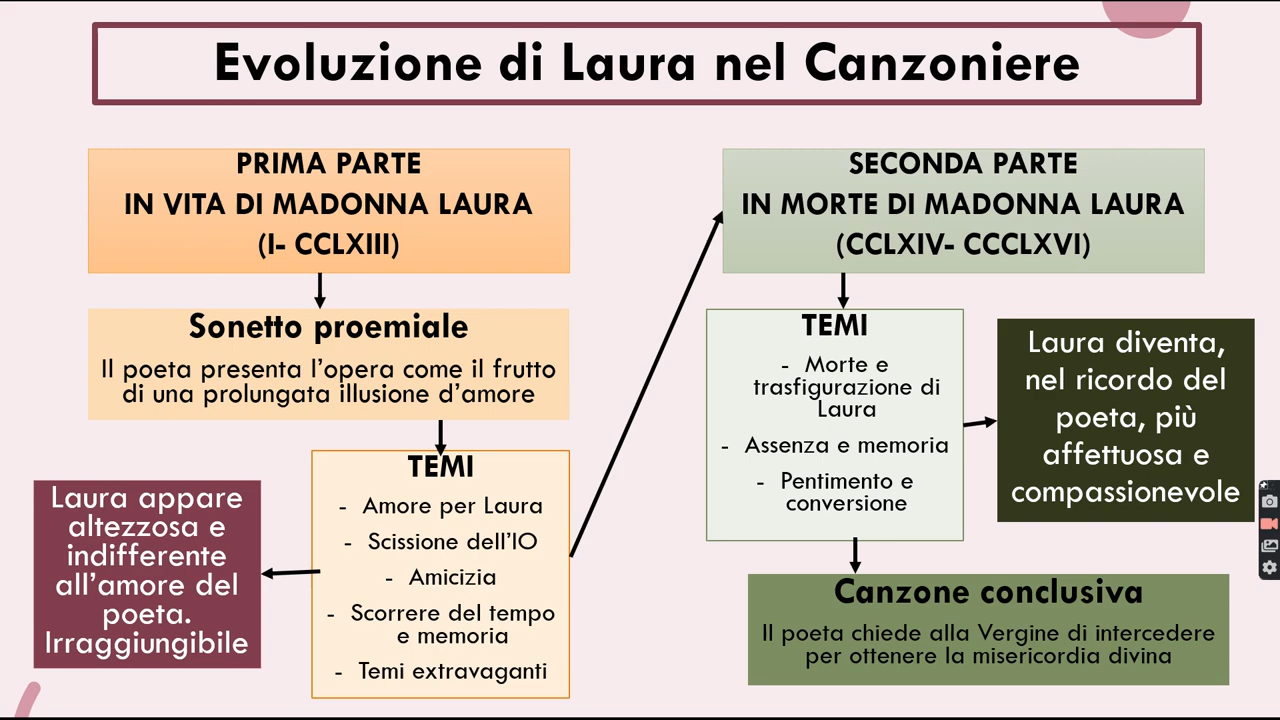 Evoluzione di Laura nel Canzoniere
PRIMA PARTE
IN VITA DI MADONNA LAURA
(I- CCLXIII)
Sonetto proemiale
Il poeta presenta l'opera come il frutto
di una prolungata illusione d'amore
TEMI
- Amore per Laura
- Scissione dell'IO
- Amicizia
- Scorrere del tempo
e memoria
- Temi extravaganti
Laura appare
altezzosa e
indifferente
all'amore del
poeta.
Irraggiungibile
SECONDA PARTE
IN MORTE DI MADONNA LAURA
(CCLXIV- CCCLXVI)
TEMI
- Morte e
trasfigurazione di
Laura
- Assenza e memoria
- Pentimento e
conversione
Laura diventa,
nel ricordo del
poeta, più
affettuosa e
compassionevole
Canzone conclusiva
Il poeta chiede alla Vergine di intercedere
per ottenere la misericordia divina